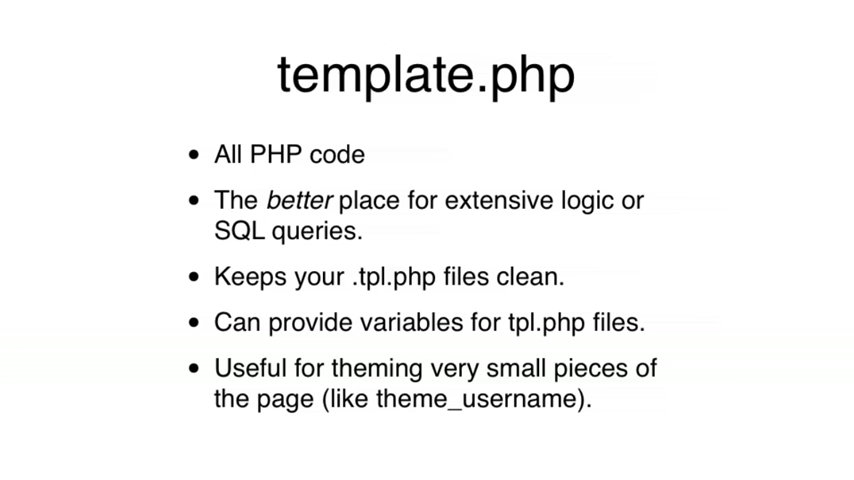 template.php
• All PHP code
• The better place for extensive logic or
SQL queries.
• Keeps your .tpl.php files clean.
• Can provide variables for tpl.php files.
• Useful for theming very small pieces of
the page (like theme_username).